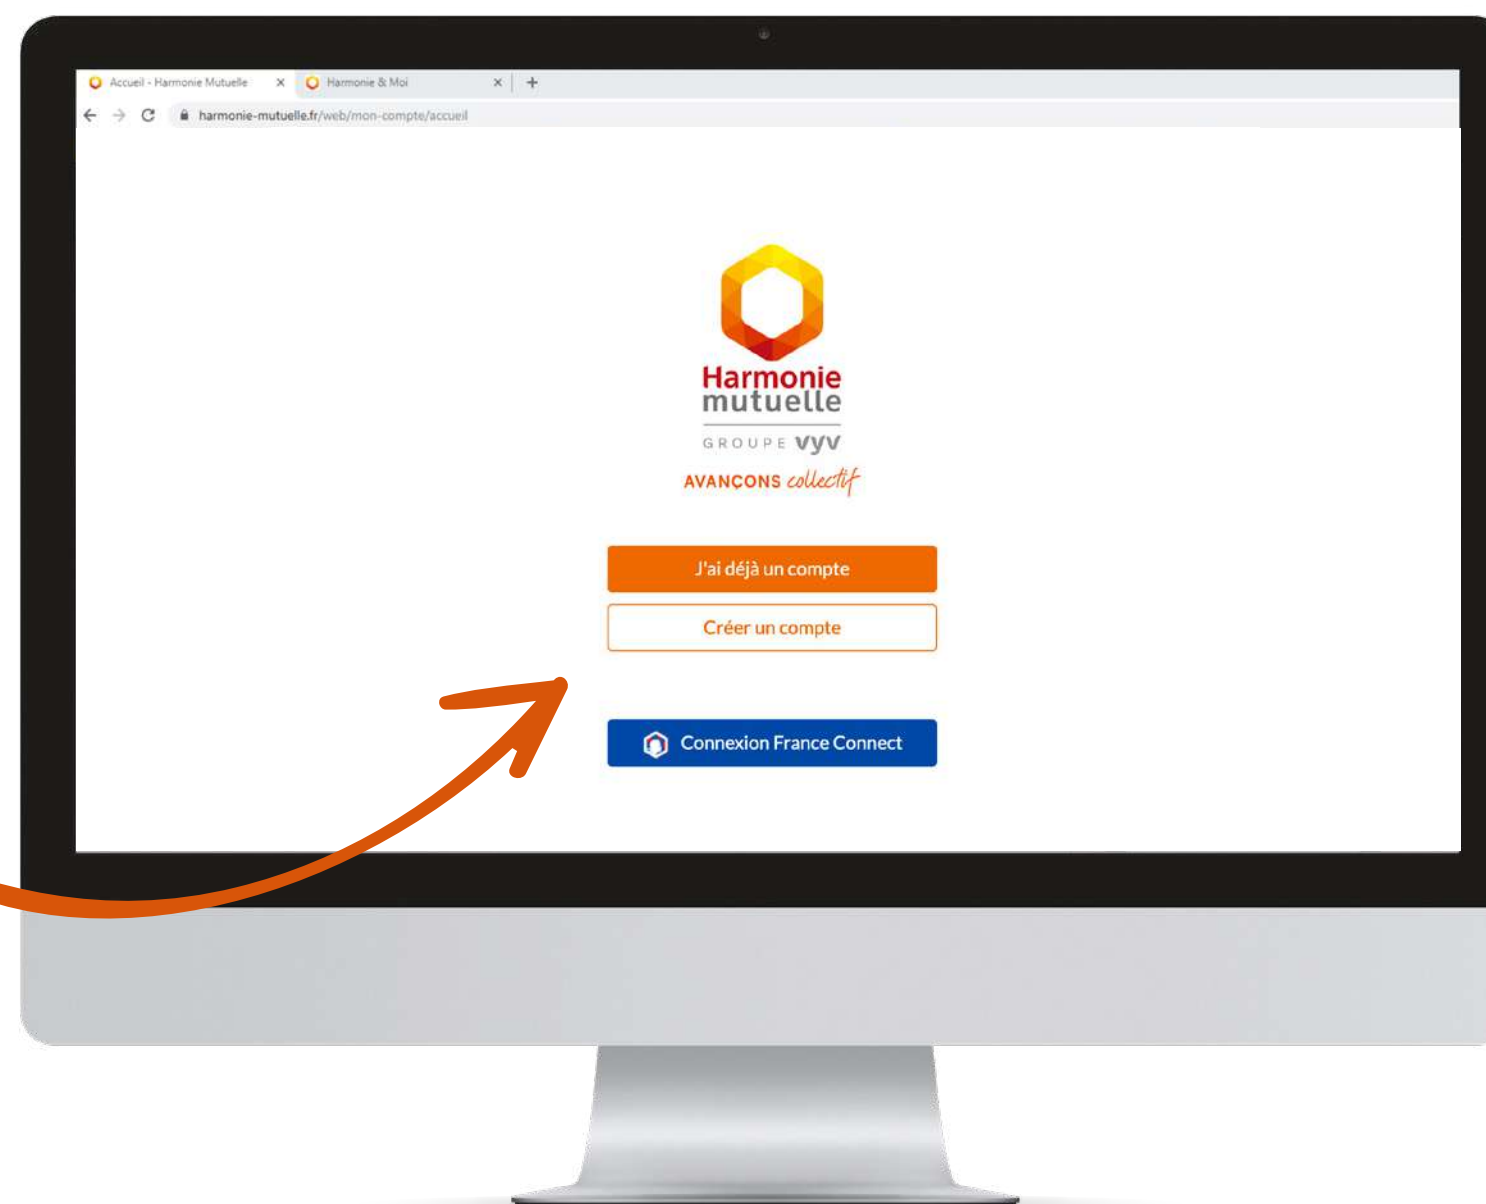 Accueil - Harmonie Mutuelle
Harmonie & Moi
harmonie-mutuelle.fr/web/mon-compte/accueil
Harmonie
mutuelle
GROUPE vyv
AVANÇONS collectif
J'ai déjà un compte
Créer un compte
Connexion France Connect